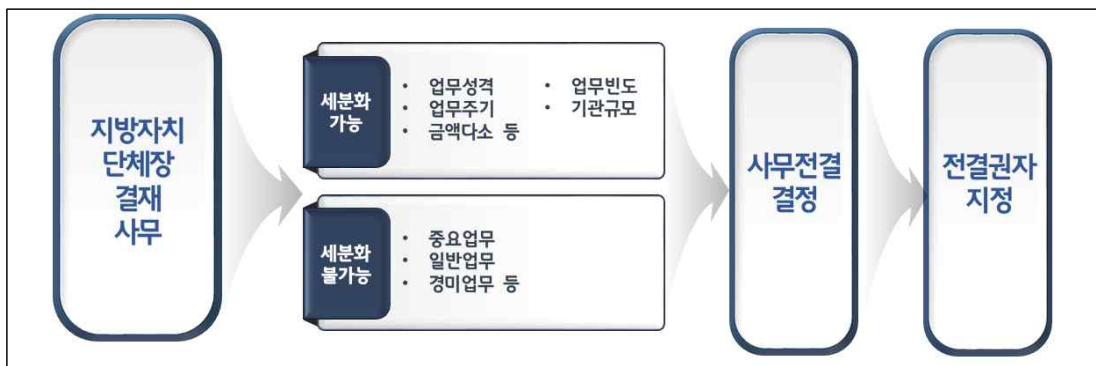 지방자치
단체장
결재
사무
세분화
가능
• 업무성격
• 업무주기
• 금액다소 등
• 업무빈도
• 기관규모
세분화
불가능
• 중요업무
• 일반업무
• 경미업무 등
사무전결
결정
전결권자
지정